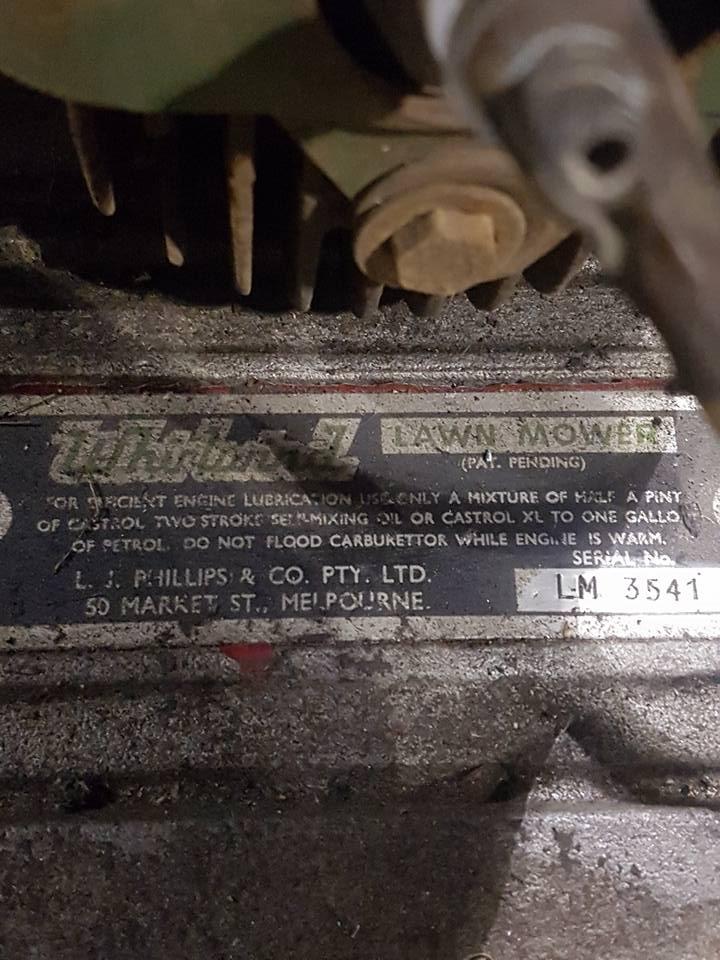 Whirlwind LAWN MOWER
(PAT. PENDING)
FOR EFFICIENT ENGINE LUBRICATION USE ONLY A MIXTURE OF HALF A PINT
OF CASTROL TWO STROKE SELF-MIXING OIL OR CASTROL XL TO ONE GALLO
OF PETROL. DO NOT FLOOD CARBURETTOR WHILE ENGINE IS WARM.
SERIAL No.
L. J. PHILLIPS & CO. PTY. LTD.
LM 3541
50 MARKET ST., MELBOURNE.